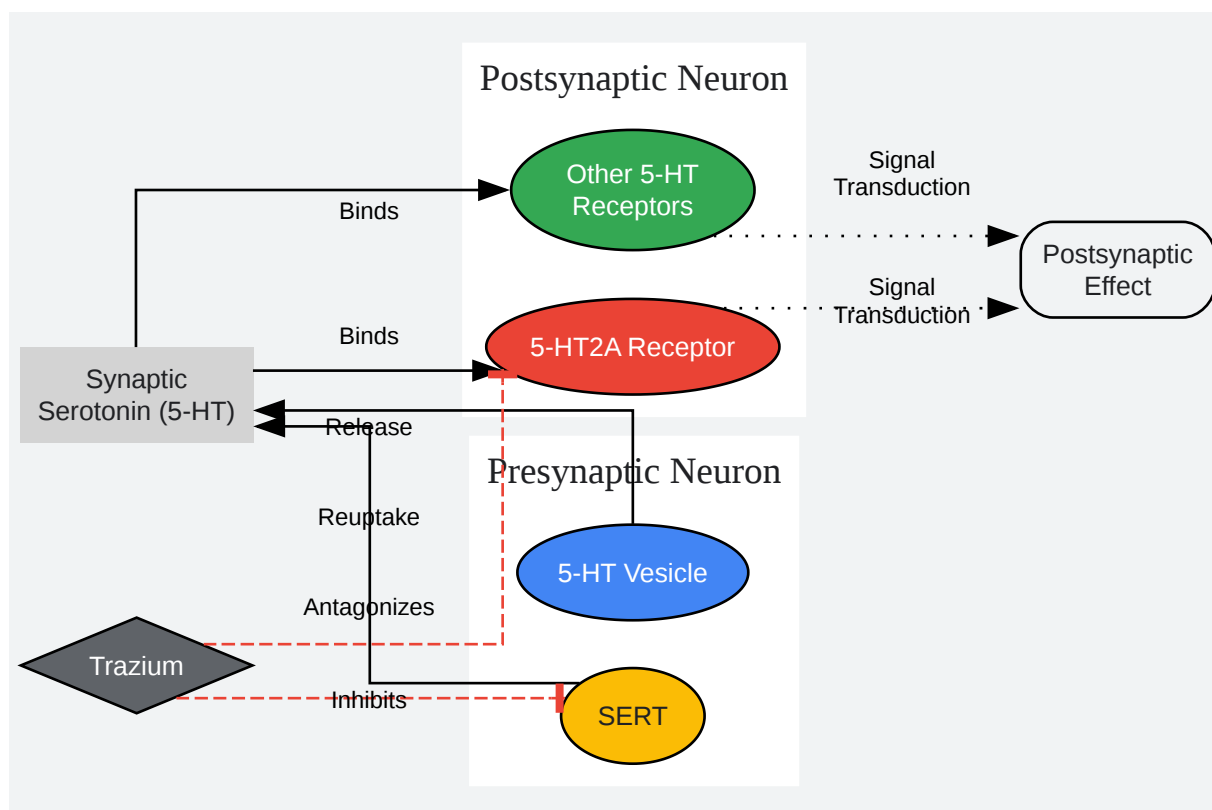 Postsynaptic Neuron
Other 5-HT
Receptors
Signal
Transduction
Binds
Postsynaptic
Effect
Signal
Transduction
Binds
5-HT2A Receptor
Synaptic
Serotonin (5-HT)
Release
Presynaptic Neuron
Reuptake
5-HT Vesicle
Antagonizes
Trazium
Inhibits
SERT